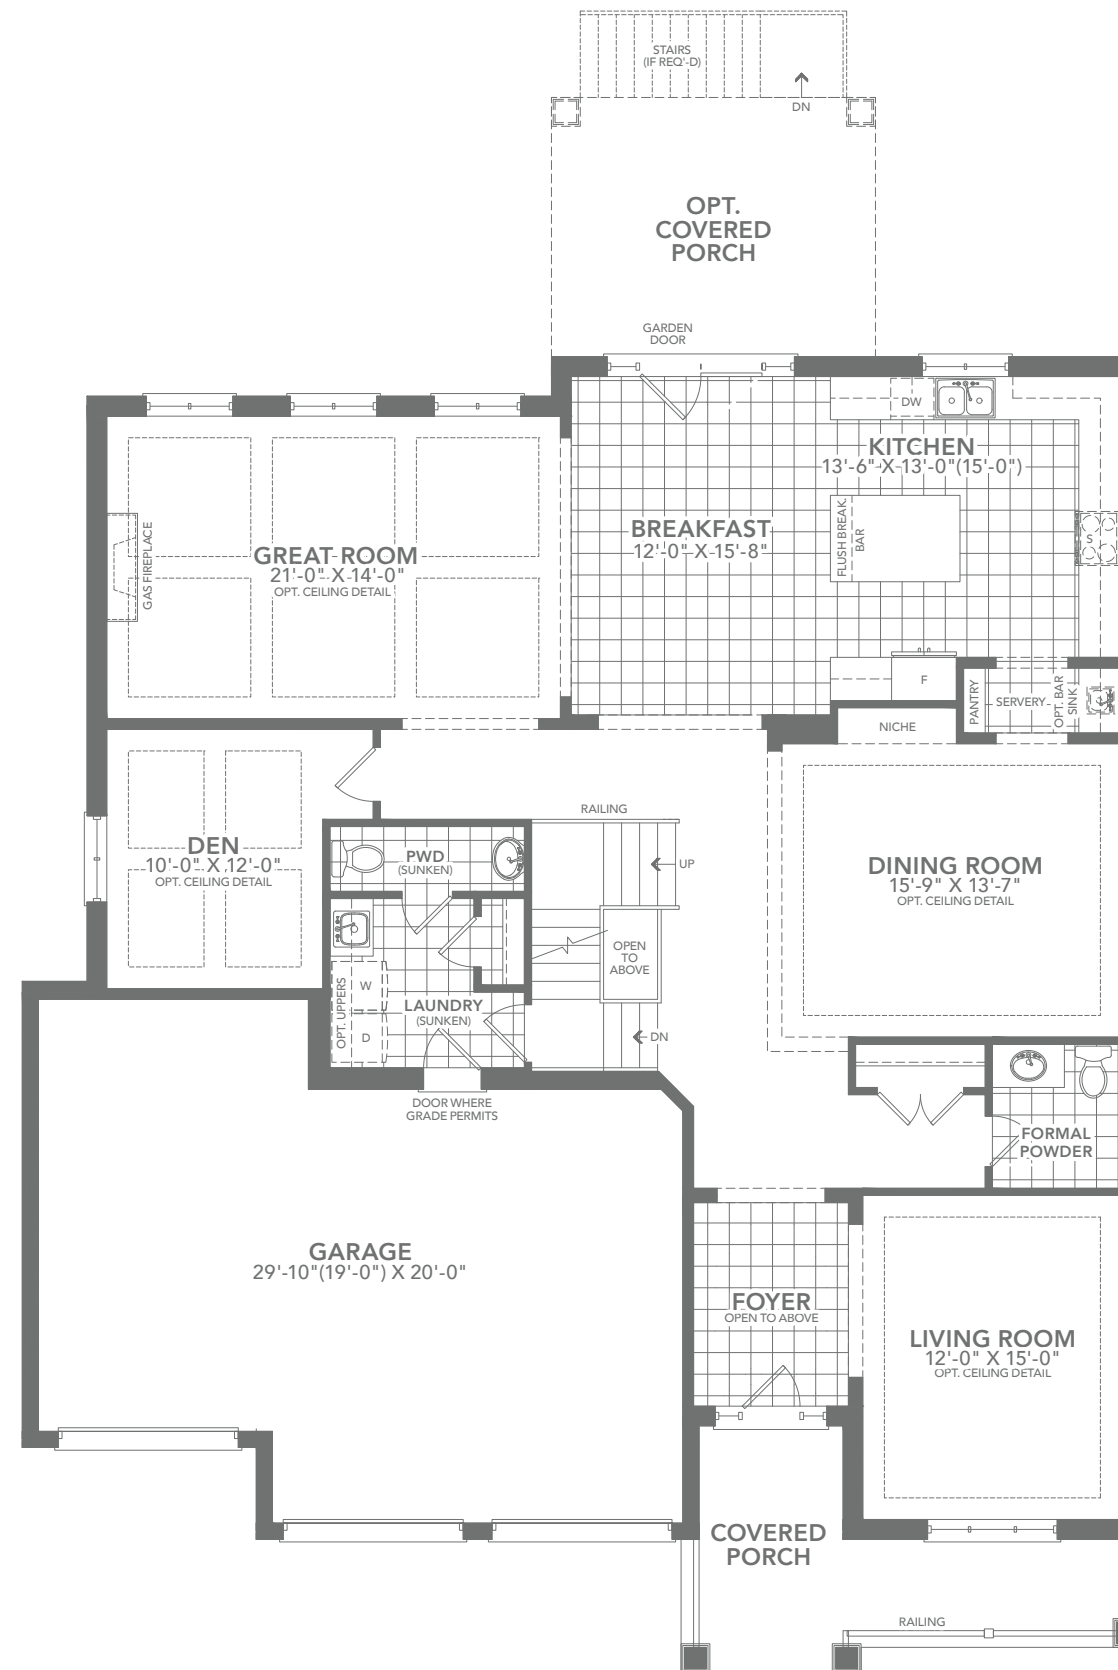 STAIRS
(IF REQ'-D)
DN
OPT.
COVERED
PORCH
GARDEN
DOOR
DW
KITCHEN
13'-6" X 13'-0"(15'-0")
BREAKFAST
12'-0" X 15'-8"
FLUSH BREAK.
BAR
S
GREAT ROOM
21'-0" X 14'-0"
OPT. CEILING DETAIL
GAS FIREPLACE
F
PANTRY
SERVERY
OPT. BAR
SINK
NICHE
RAILING
DEN
10'-0" X 12'-0"
OPT. CEILING DETAIL
PWD
(SUNKEN)
UP
DINING ROOM
15'-9" X 13'-7"
OPT. CEILING DETAIL
OPEN
TO
ABOVE
W
OPT. UPPERS
LAUNDRY
(SUNKEN)
D
DN
DOOR WHERE
GRADE PERMITS
FORMAL
POWDER
GARAGE
29'-10"(19'-0") X 20'-0"
FOYER
OPEN TO ABOVE
LIVING ROOM
12'-0" X 15'-0"
OPT. CEILING DETAIL
COVERED
PORCH
RAILING